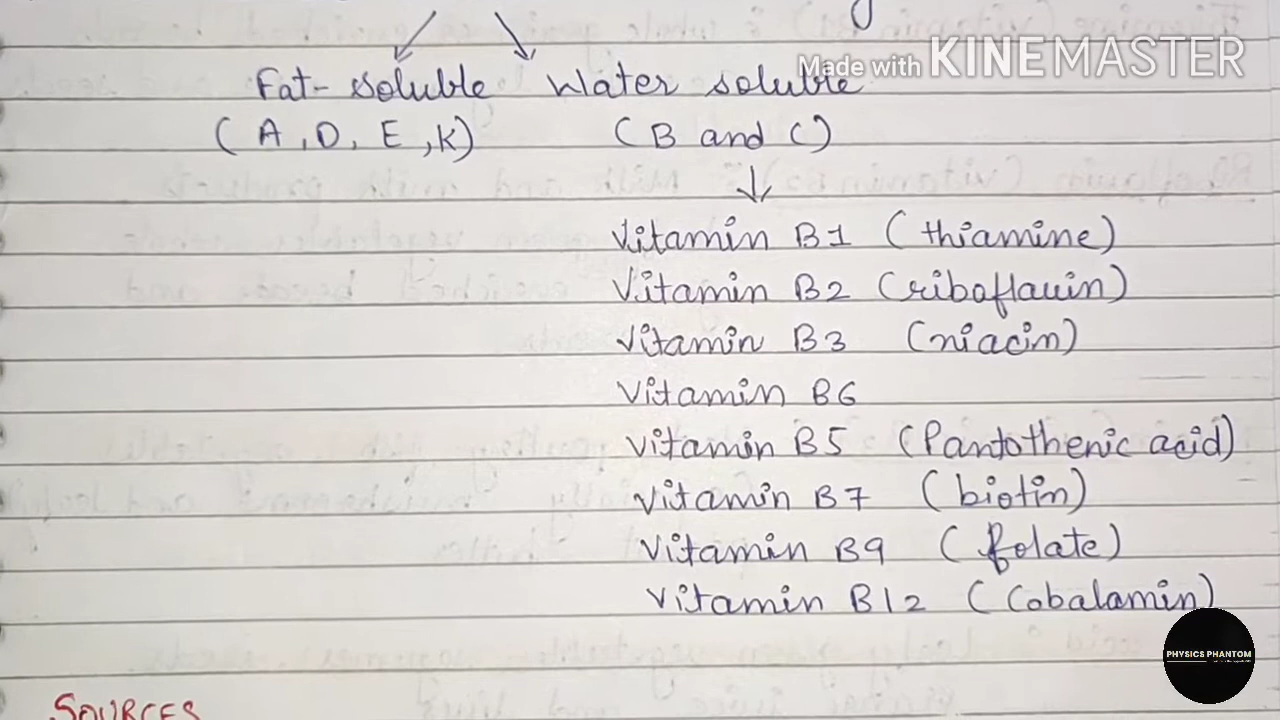 Made with KINEMASTER
Fat-soluble Water soluble
(A, D, E, K) (B and C)
Vitamin B1 (thiamine)
Vitamin B2 (riboflavin)
Vitamin B3 (niacin)
Vitamin B6
Vitamin B5 (Pantothenic acid)
Vitamin B7 (biotin)
Vitamin B9 (folate)
Vitamin B12 (Cobalamin)
PHYSICS PHANTOM
SOURCES